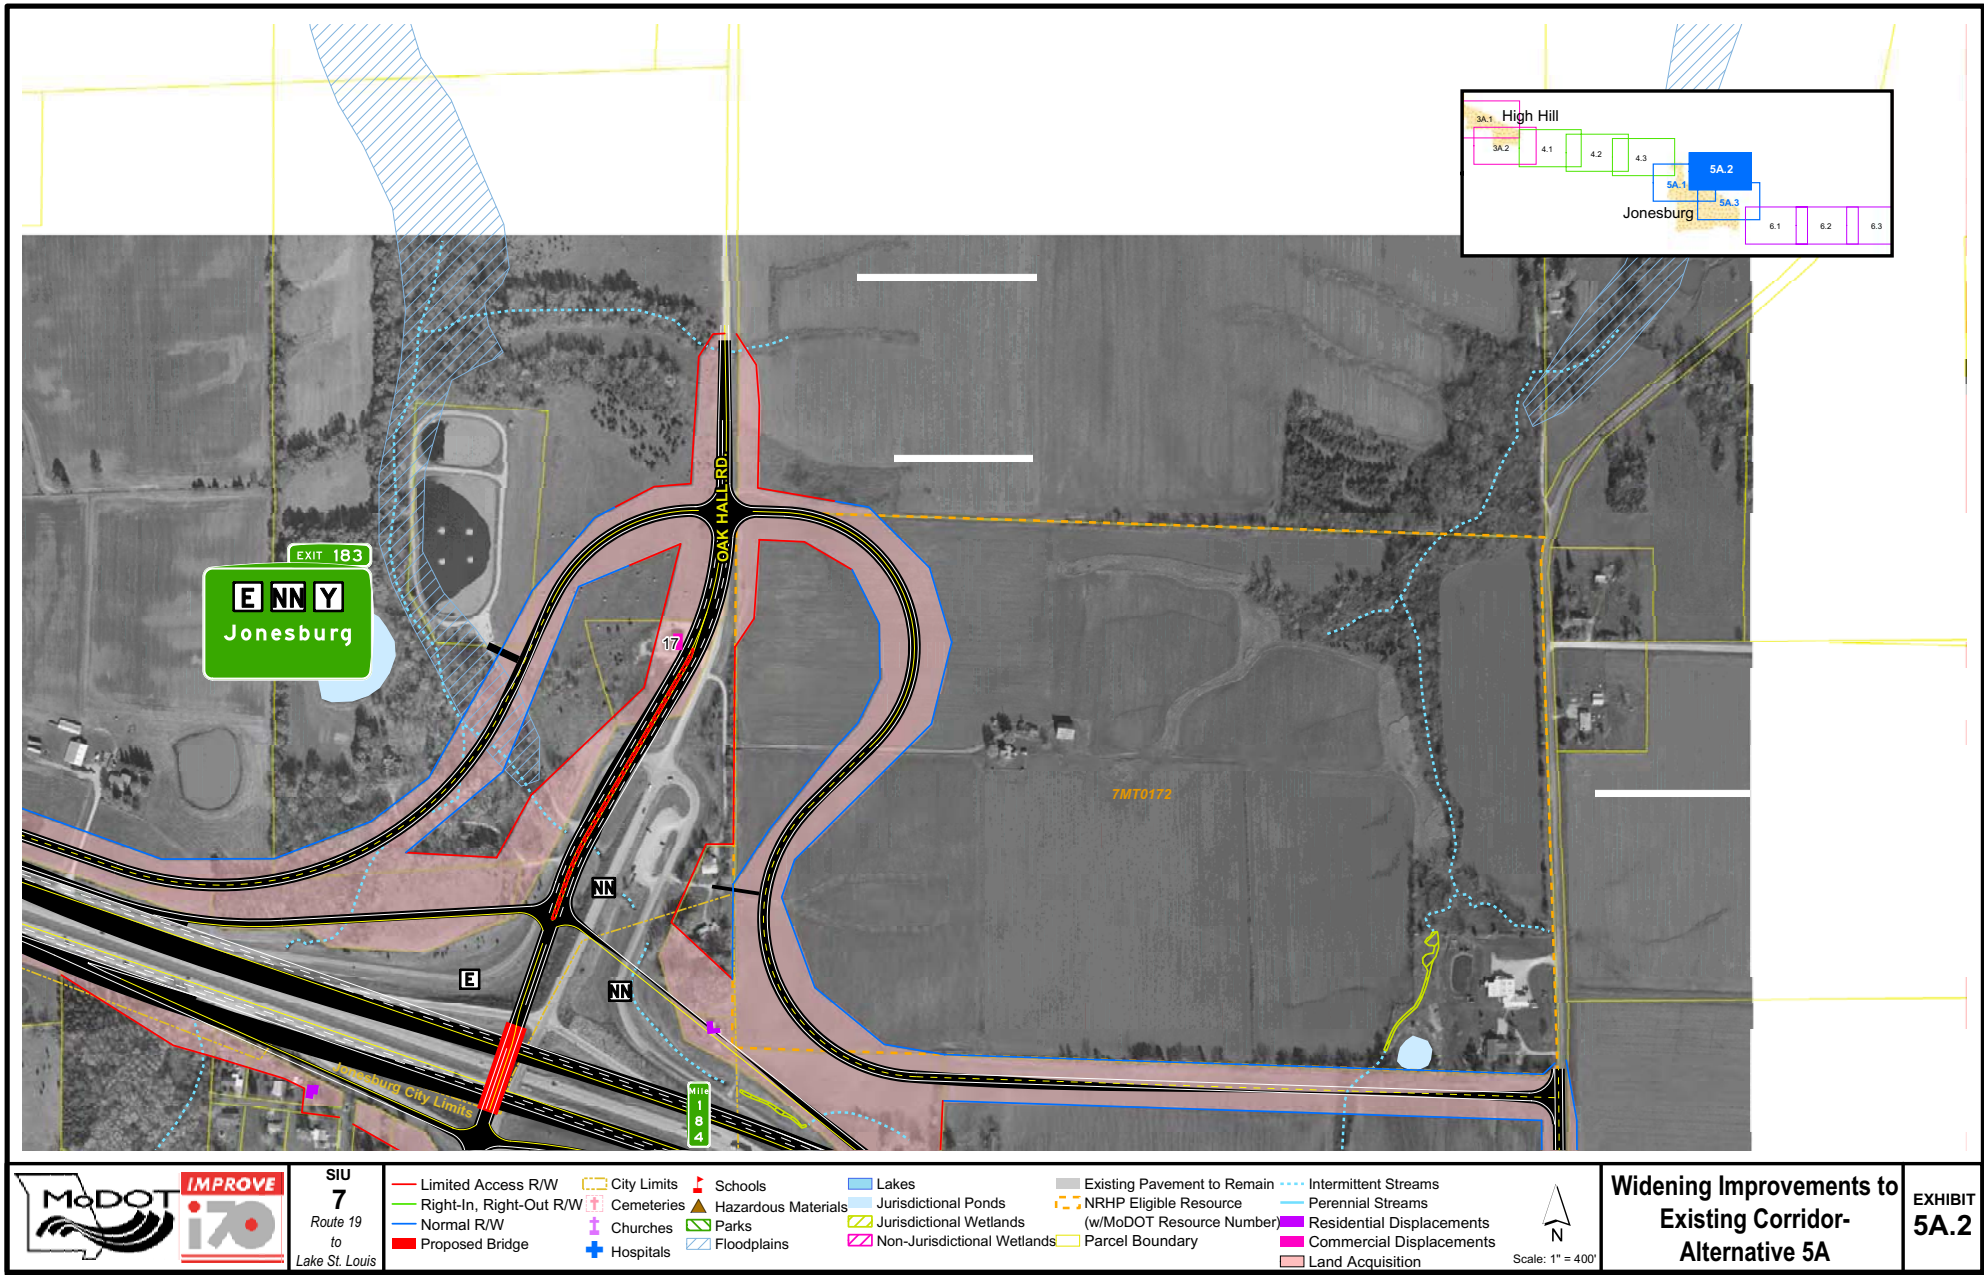 High Hill
3A.1
3A.2
4.1
4.2
4.3
5A.2
5A.1
5A.3
Jonesburg
6.1
6.2
6.3
OAK HALL RD.
EXIT 183
E NN Y
Jonesburg
17
7MT0172
NN
E
NN
Mile
1
8
4
Jonesburg City Limits
MoDOT
IMPROVE
i70
SIU
7
Route 19
to
Lake St. Louis
Limited Access R/W
Right-In, Right-Out R/W
Normal R/W
Proposed Bridge
City Limits
Cemeteries
Churches
Hospitals
Schools
Hazardous Materials
Parks
Floodplains
Lakes
Jurisdictional Ponds
Jurisdictional Wetlands
Non-Jurisdictional Wetlands
Existing Pavement to Remain
NRHP Eligible Resource
(w/MoDOT Resource Number)
Parcel Boundary
Intermittent Streams
Perennial Streams
Residential Displacements
Commercial Displacements
Land Acquisition
N
Scale: 1" = 400'
Widening Improvements to
Existing Corridor-
Alternative 5A
EXHIBIT
5A.2